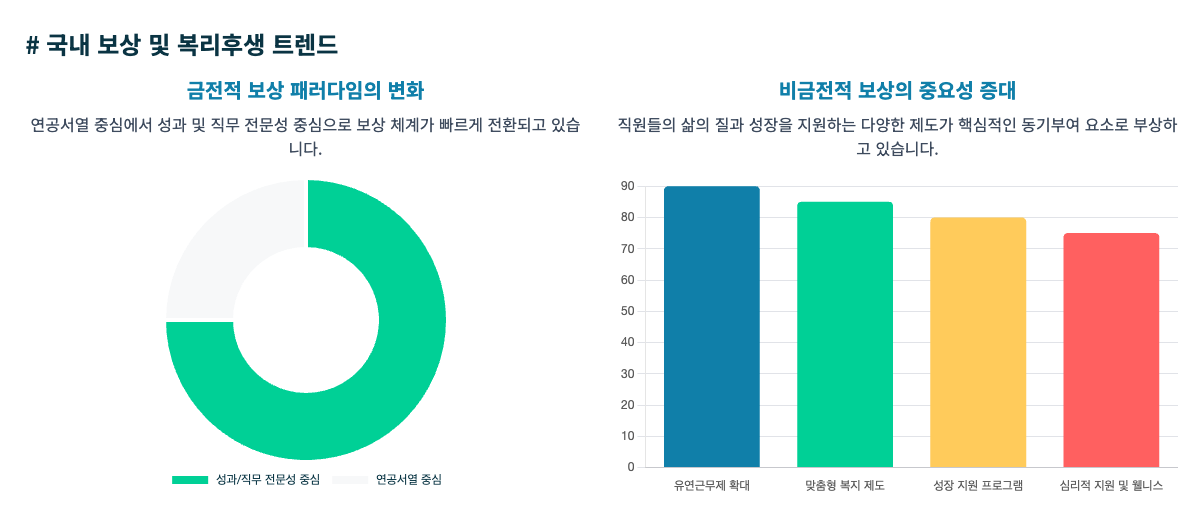 # 국내 보상 및 복리후생 트렌드
금전적 보상 패러다임의 변화
연공서열 중심에서 성과 및 직무 전문성 중심으로 보상 체계가 빠르게 전환되고 있습
니다.
성과/직무 전문성 중심
연공서열 중심
비금전적 보상의 중요성 증대
직원들의 삶의 질과 성장을 지원하는 다양한 제도가 핵심적인 동기부여 요소로 부상하
고 있습니다.
90
80
70
60
50
40
30
20
10
0
유연근무제 확대
맞춤형 복지 제도
성장 지원 프로그램
심리적 지원 및 웰니스